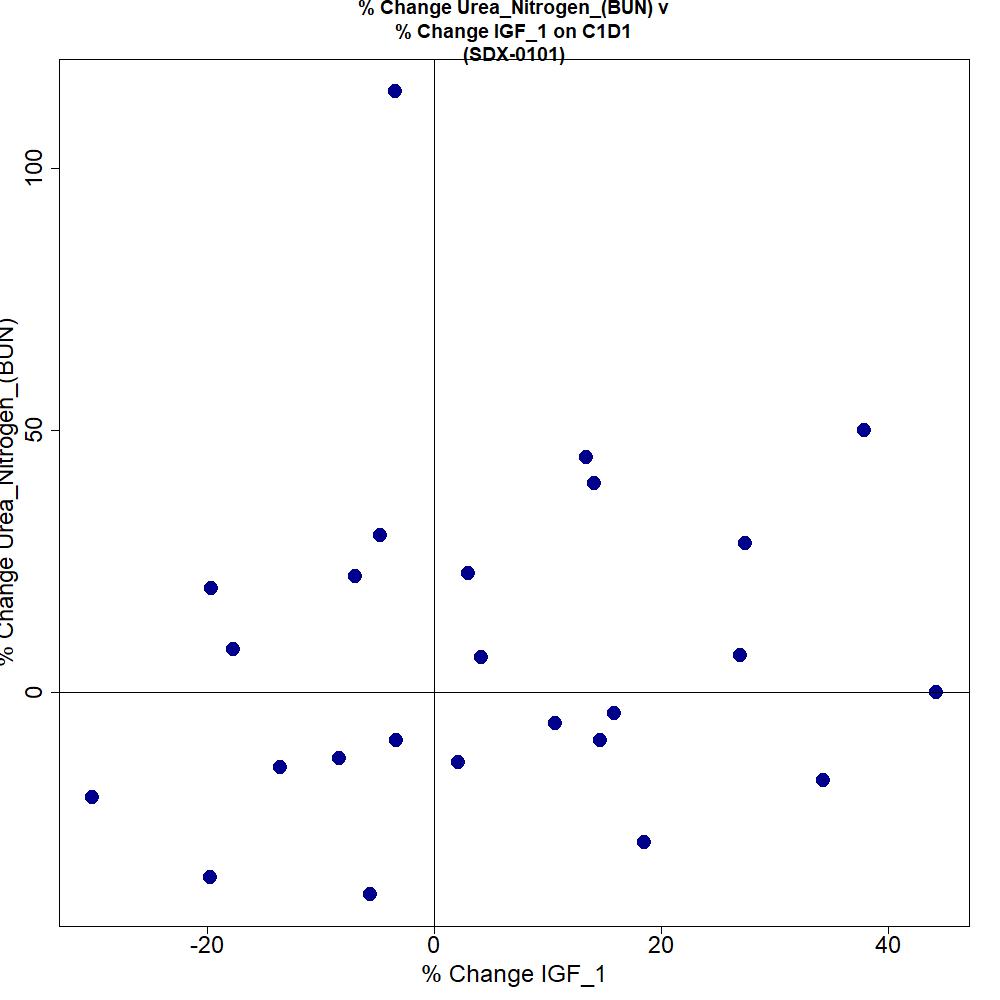 % Change Urea_Nitrogen_(BUN) v
% Change IGF_1 on C1D1
(SDX-0101)
% Change Urea_Nitrogen_(BUN)
100
50
0
-20
0
20
40
% Change IGF_1